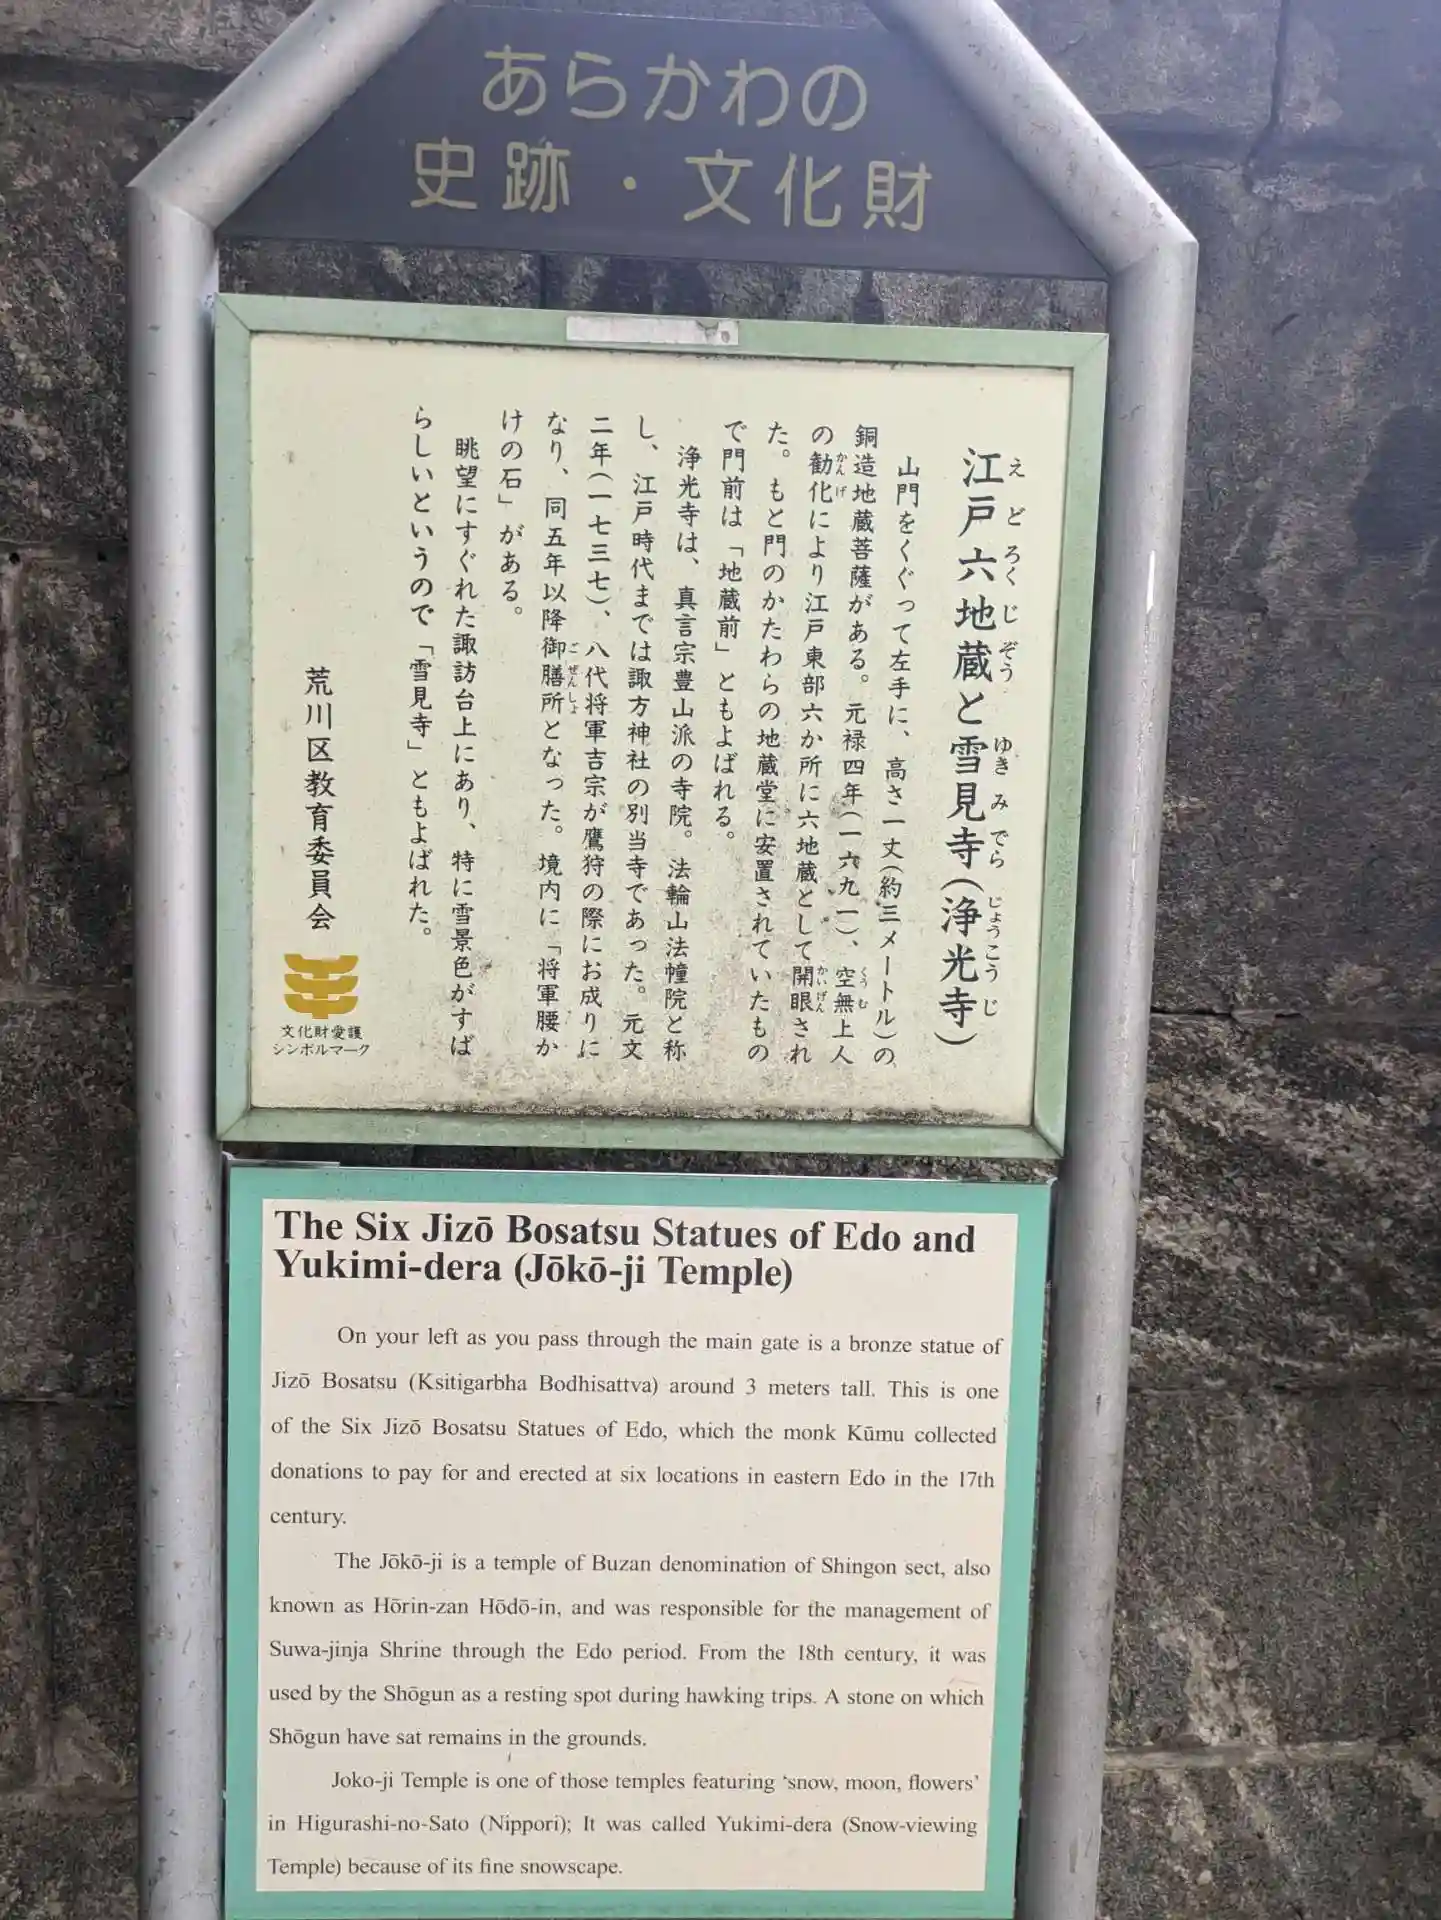 あらかわの
史跡・文化財
江戸六地蔵と雪見寺(浄光寺)
えどろくじぞう ゆきみでら じょうこうじ
山門をくぐって左手に、高さ一丈(約三メートル)の
銅造地蔵菩薩がある。元禄四年(一六九一)、空無上人
くうむ
の勧化により江戸東部六か所に六地蔵として開眼され
かんげ かいげん
た。もと門のかたわらの地蔵堂に安置されていたもの
で門前は「地蔵前」ともよばれる。
浄光寺は、真言宗豊山派の寺院。法輪山法幢院と称
し、江戸時代までは諏方神社の別当寺であった。元文
二年(一七三七)、八代将軍吉宗が鷹狩の際にお成りに
なり、同五年以降御膳所となった。境内に「将軍腰か
ごぜんしょ
けの石」がある。
眺望にすぐれた諏訪台上にあり、特に雪景色がすば
らしいというので「雪見寺」ともよばれた。
荒川区教育委員会
文化財愛護
シンボルマーク
The Six Jizō Bosatsu Statues of Edo and
Yukimi-dera (Jōkō-ji Temple)
On your left as you pass through the main gate is a bronze statue of
Jizō Bosatsu (Ksitigarbha Bodhisattva) around 3 meters tall. This is one
of the Six Jizō Bosatsu Statues of Edo, which the monk Kūmu collected
donations to pay for and erected at six locations in eastern Edo in the 17th
century.
The Jōkō-ji is a temple of Buzan denomination of Shingon sect, also
known as Hōrin-zan Hōdō-in, and was responsible for the management of
Suwa-jinja Shrine through the Edo period. From the 18th century, it was
used by the Shōgun as a resting spot during hawking trips. A stone on which
Shōgun have sat remains in the grounds.
Joko-ji Temple is one of those temples featuring ‘snow, moon, flowers’
in Higurashi-no-Sato (Nippori); It was called Yukimi-dera (Snow-viewing
Temple) because of its fine snowscape.